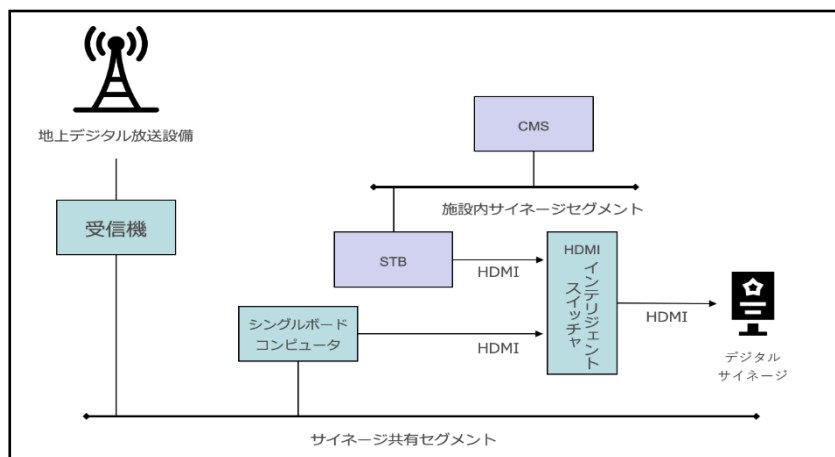 地上デジタル放送設備
受信機
CMS
施設内サイネージセグメント
STB
HDMI
HDMI
インテリジェント
スイッチャ
HDMI
デジタル
サイネージ
シングルボード
コンピュータ
HDMI
サイネージ共有セグメント